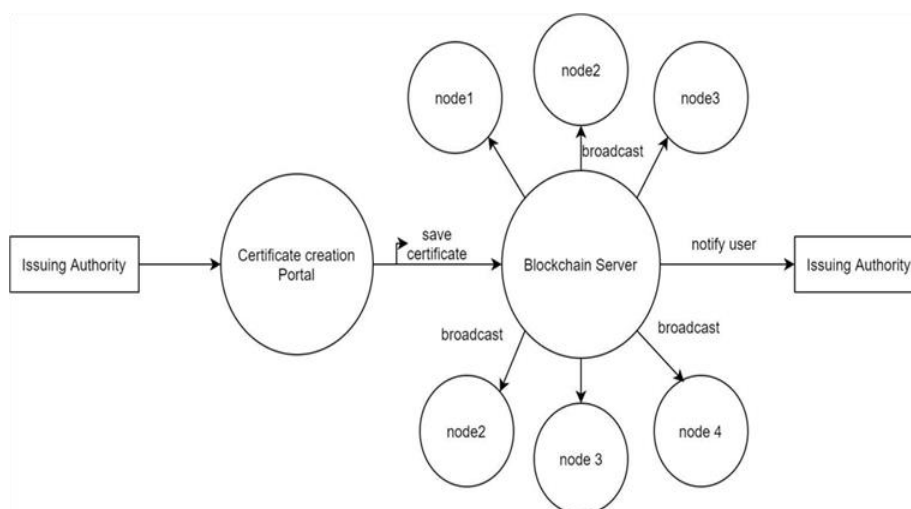 node1
node2
node3
broadcast
Issuing Authority
Certificate creation
Portal
save
certificate
Blockchain Server
notify user
Issuing Authority
broadcast
broadcast
node2
node 3
node 4